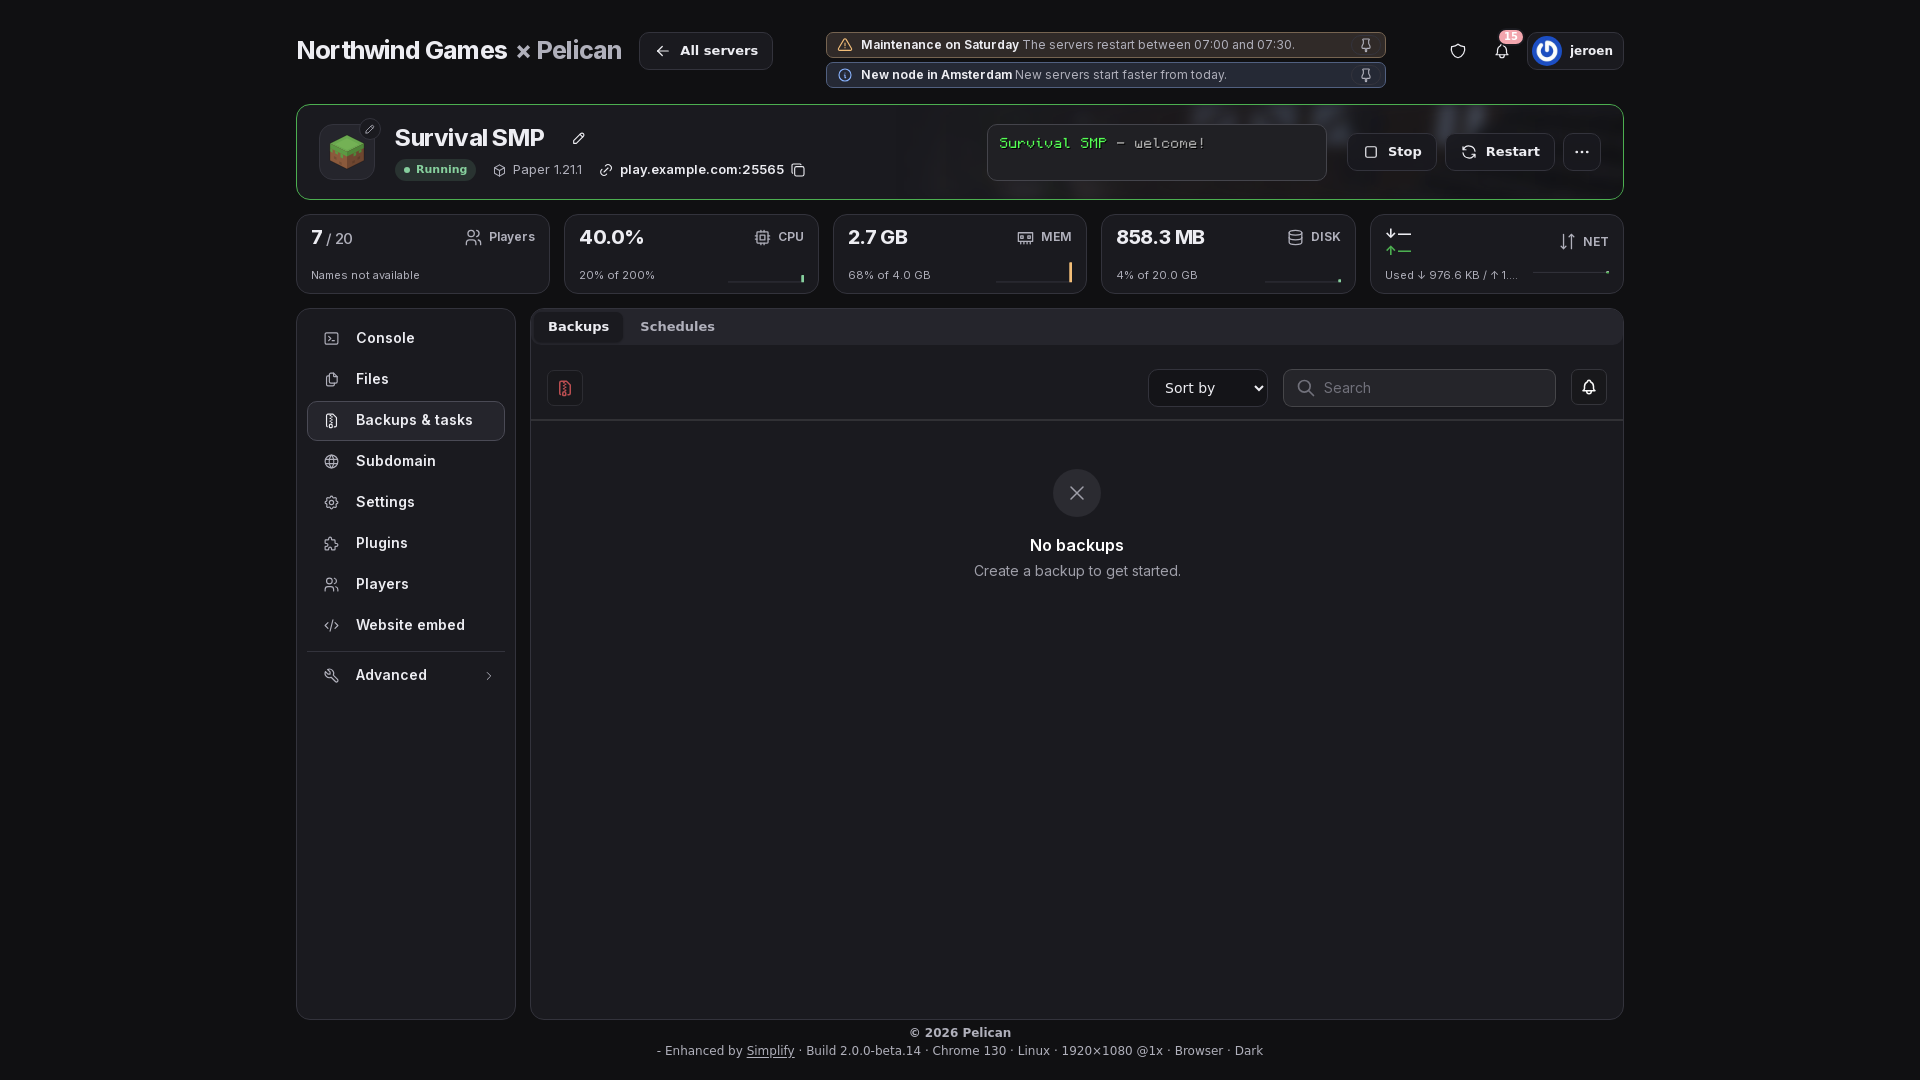 Northwind Games × Pelican
All servers
Maintenance on Saturday The servers restart between 07:00 and 07:30.
New node in Amsterdam New servers start faster from today.
15
jeroen
Survival SMP
Running
Paper 1.21.1
play.example.com:25565
Survival SMP - welcome!
Stop
Restart
7 / 20
Players
Names not available
40.0%
CPU
20% of 200%
2.7 GB
MEM
68% of 4.0 GB
858.3 MB
DISK
4% of 20.0 GB
↓—
↑—
NET
Used ↓ 976.6 KB / ↑ 1....
Console
Files
Backups & tasks
Subdomain
Settings
Plugins
Players
Website embed
Advanced
Backups
Schedules
Sort by
Search
No backups
Create a backup to get started.
© 2026 Pelican
- Enhanced by Simplify · Build 2.0.0-beta.14 · Chrome 130 · Linux · 1920×1080 @1x · Browser · Dark